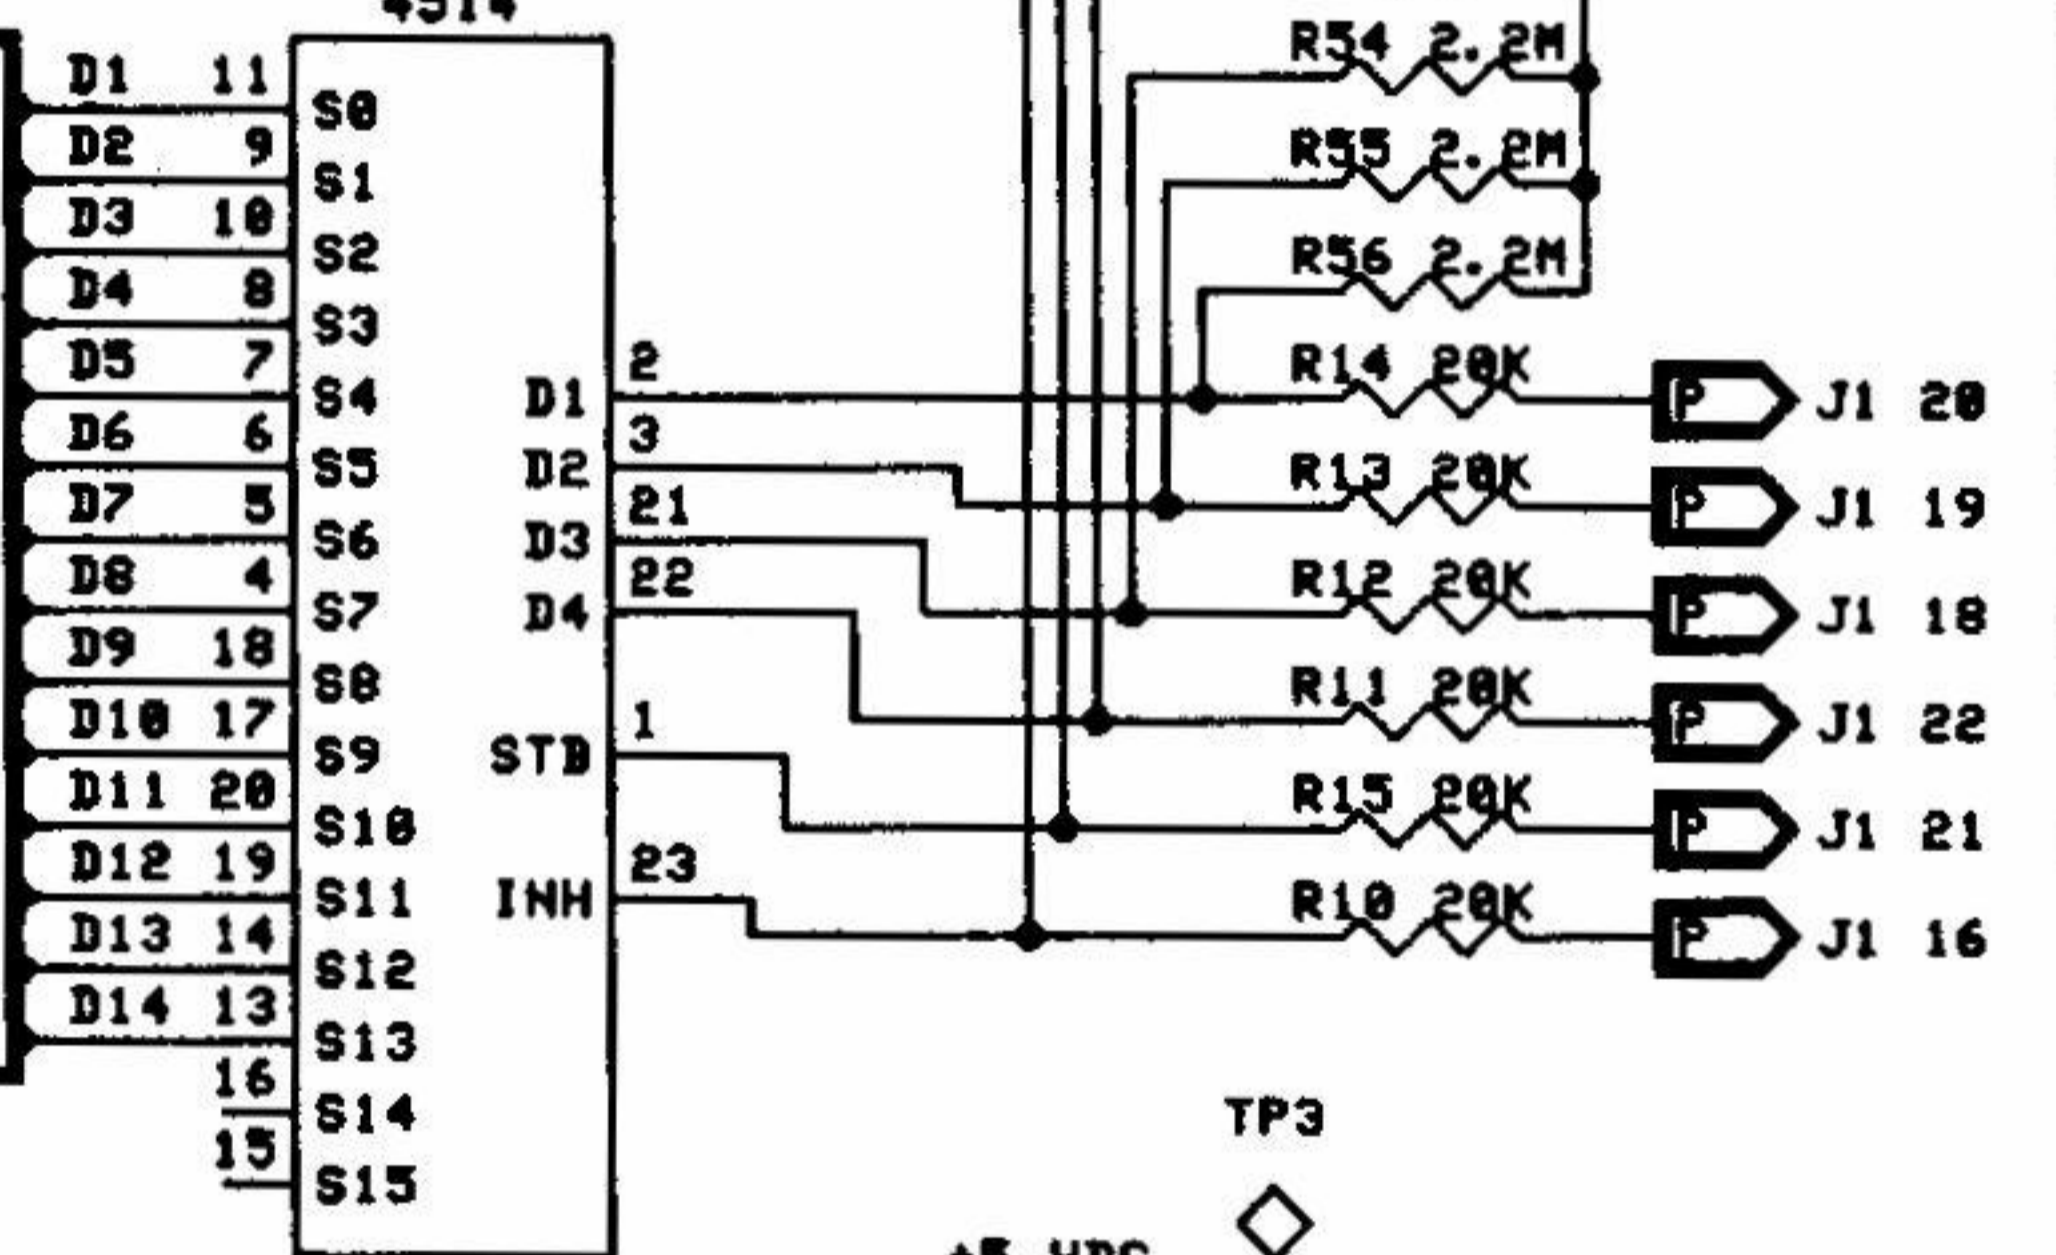 4514
R54 2.2M
D1 11
S0
D2 9
R55 2.2M
S1
D3 10
S2
R56 2.2M
D4 8
S3
D5 7
2
R14 20K
S4
D1
J1 20
D6 6
3
S5
D2
R13 20K
D7 5
21
J1 19
S6
D3
D8 4
22
R12 20K
S7
D4
J1 18
D9 18
S8
R11 20K
D10 17
1
J1 22
S9
STB
D11 20
R15 20K
S10
J1 21
D12 19
23
S11
INH
R10 20K
D13 14
J1 16
S12
D14 13
S13
16
S14
TP3
15
S15
+5 VDC
P
P
P
P
P
P